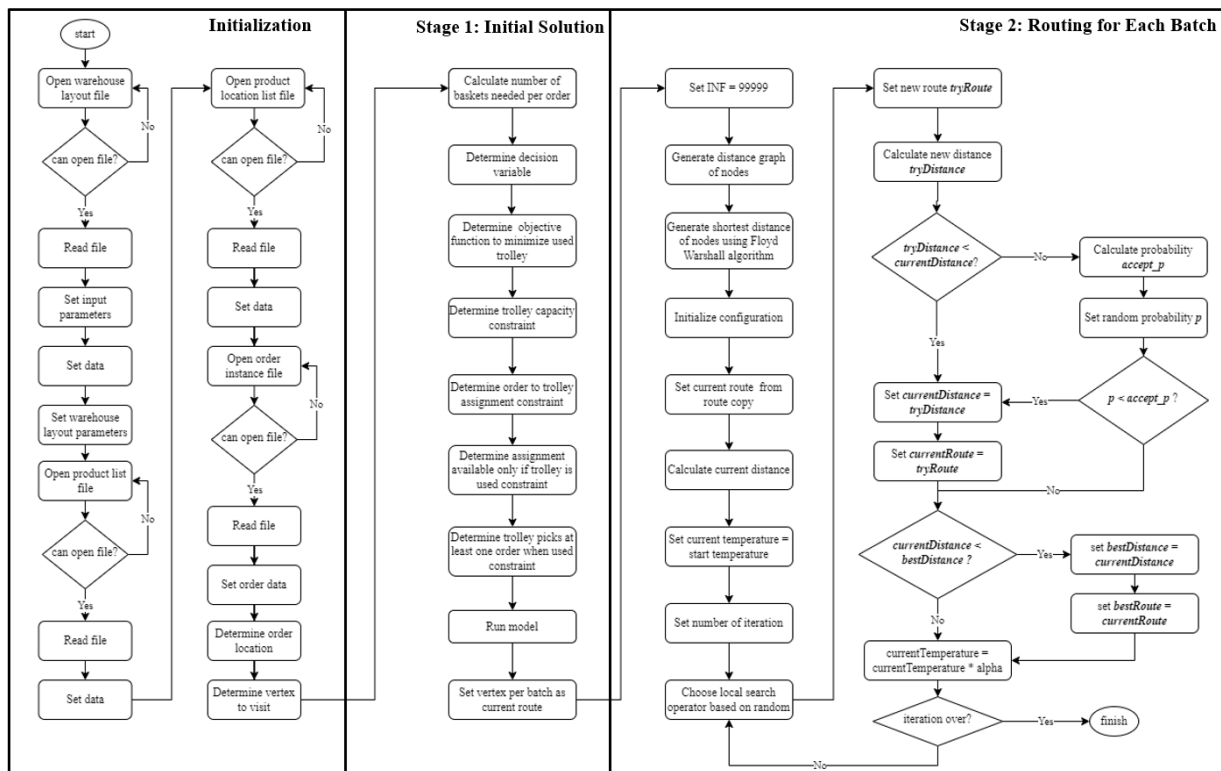 Initialization
start
Open warehouse
layout file
No
can open file?
Yes
Read file
Set input
parameters
Set data
Set warehouse
layout parameters
Open product list
file
No
can open file?
Yes
Read file
Set data
Open product
location list file
No
can open file?
Yes
Read file
Set data
Open order
instance file
No
can open file?
Yes
Read file
Set order data
Determine order
location
Determine vertex
to visit
Stage 1: Initial Solution
Calculate number of
baskets needed per order
Determine decision
variable
Determine objective
function to minimize used
trolley
Determine trolley capacity
constraint
Determine order to trolley
assignment constraint
Determine assignment
available only if trolley is
used constraint
Determine trolley picks at
least one order when used
constraint
Run model
Set vertex per batch as
current route
Stage 2: Routing for Each Batch
Set INF = 99999
Generate distance graph
of nodes
Generate shortest distance
of nodes using Floyd
Warshall algorithm
Initialize configuration
Set current route from
route copy
Calculate current distance
Set current temperature =
start temperature
Set number of iteration
Choose local search
operator based on random
Set new route tryRoute
Calculate new distance
tryDistance
tryDistance <
currentDistance?
No
Calculate probability
accept_p
Set random probability p
Yes
p < accept_p ?
Yes
Set currentDistance =
tryDistance
Set currentRoute =
tryRoute
No
currentDistance <
bestDistance ?
Yes
set bestDistance =
currentDistance
set bestRoute =
currentRoute
No
currentTemperature =
currentTemperature * alpha
iteration over?
Yes
finish
No